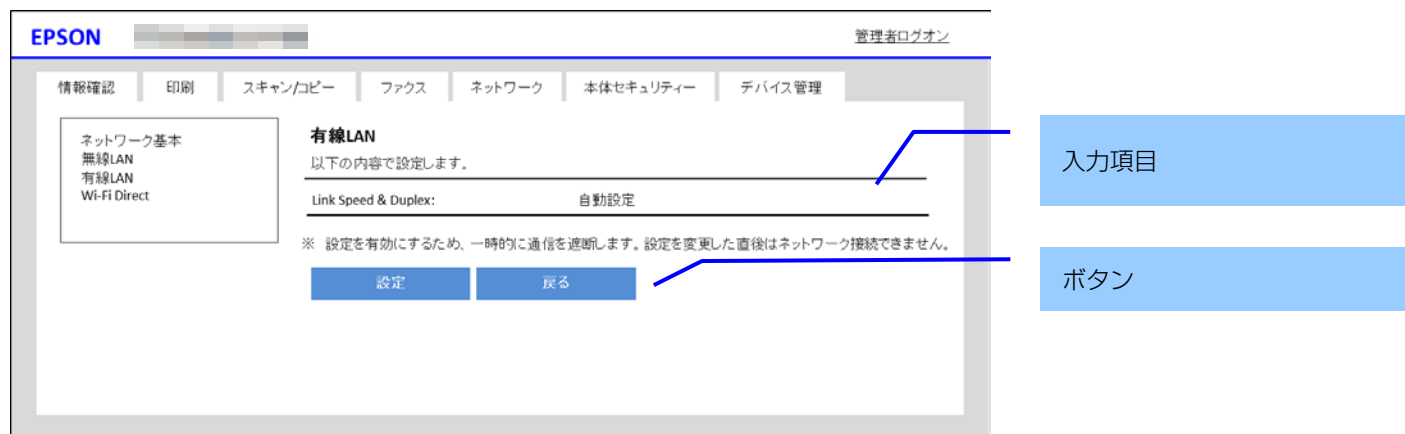 EPSON
管理者ログオン
情報確認 印刷 スキャン/コピー ファクス ネットワーク 本体セキュリティー デバイス管理
ネットワーク基本
無線LAN
有線LAN
Wi-Fi Direct
有線LAN
以下の内容で設定します。
Link Speed & Duplex: 自動設定
※ 設定を有効にするため、一時的に通信を遮断します。設定を変更した直後はネットワーク接続できません。
設定 戻る
入力項目
ボタン